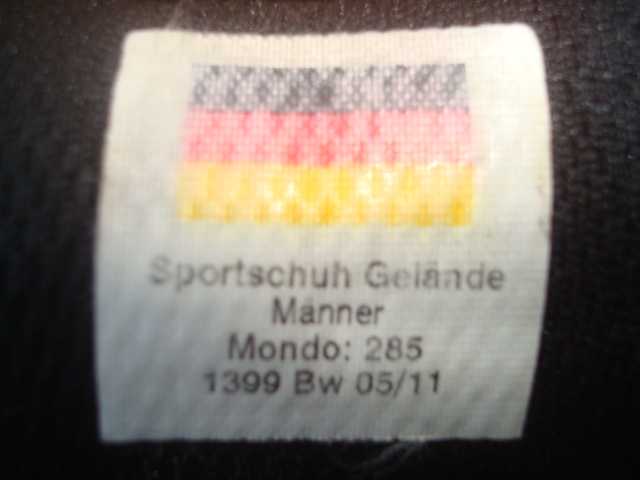 Sportschuh Gelände
Männer
Mondo: 285
1399 Bw 05/11